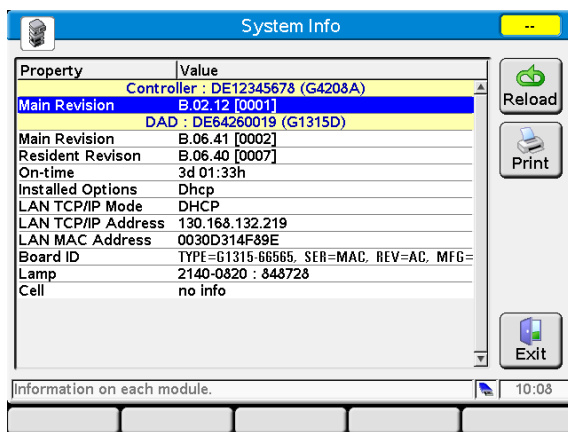 System Info
--
Property Value
Controller : DE12345678 (G4208A)
Main Revision B.02.12 [0001]
DAD : DE64260019 (G1315D)
Main Revision B.06.41 [0002]
Resident Revison B.06.40 [0007]
On-time 3d 01:33h
Installed Options Dhcp
LAN TCP/IP Mode DHCP
LAN TCP/IP Address 130.168.132.219
LAN MAC Address 0030D314F89E
Board ID TYPE=G1315-66565, SER=MAC, REV=AC, MFG=
Lamp 2140-0820 : 848728
Cell no info
Reload
Print
Exit
Information on each module.
10:08